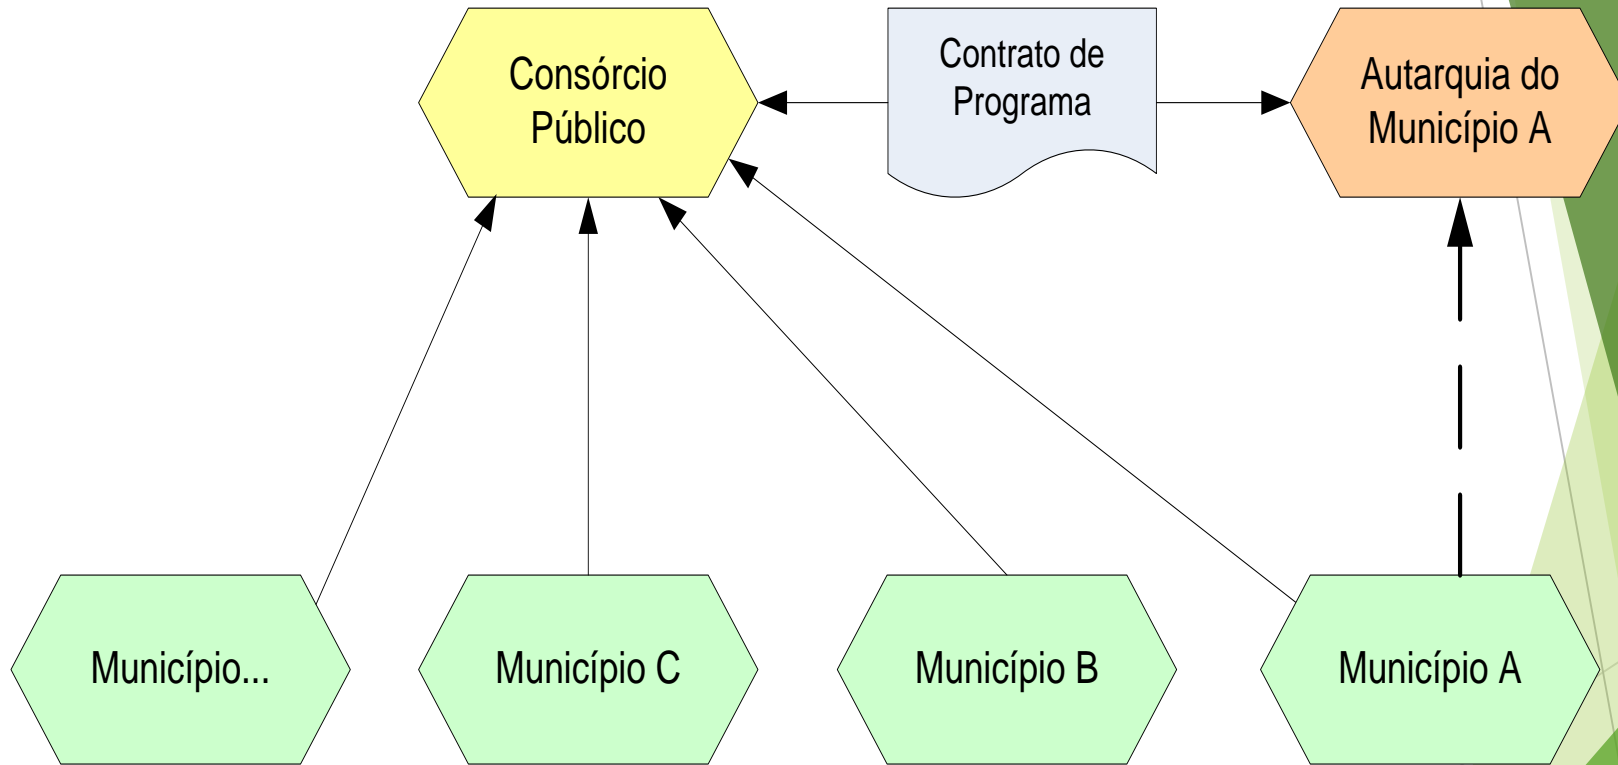 Consórcio
Público
Contrato de
Programa
Autarquia do
Município A
Município...
Município C
Município B
Município A